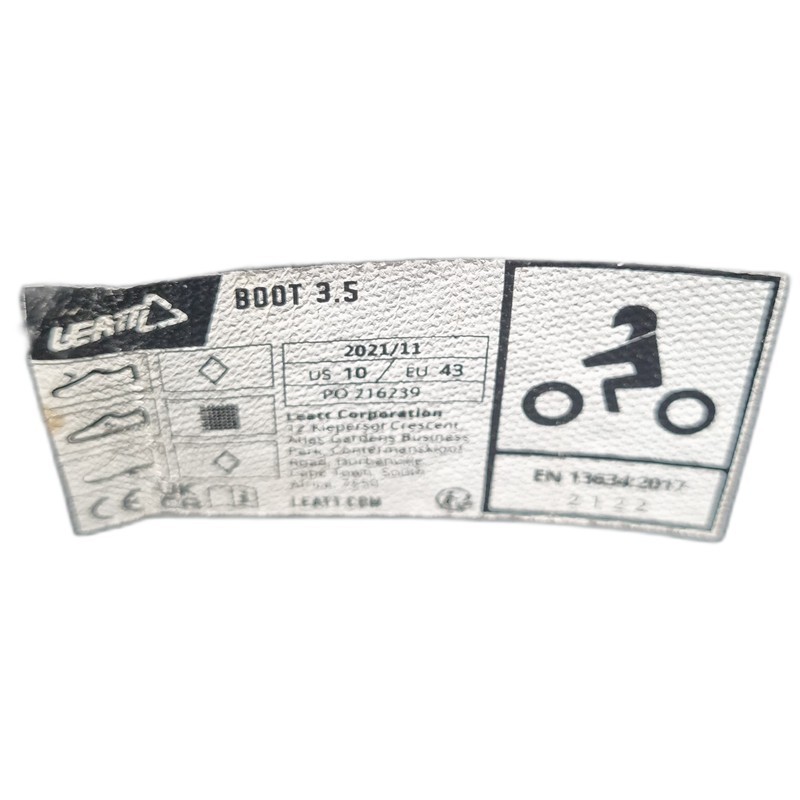 LEATT
BOOT 3.5
2021/11
US 10 / EU 43
PO 216239
Leatt Corporation
12 Kiepersol Crescent,
Atlas Gardens Business
Park, Contermanskloof
Road, Durbanville
Cape Town, South
Africa, 7550
LEATT.COM
CE
UK
CA
EN 13634:2017
2 1 2 2